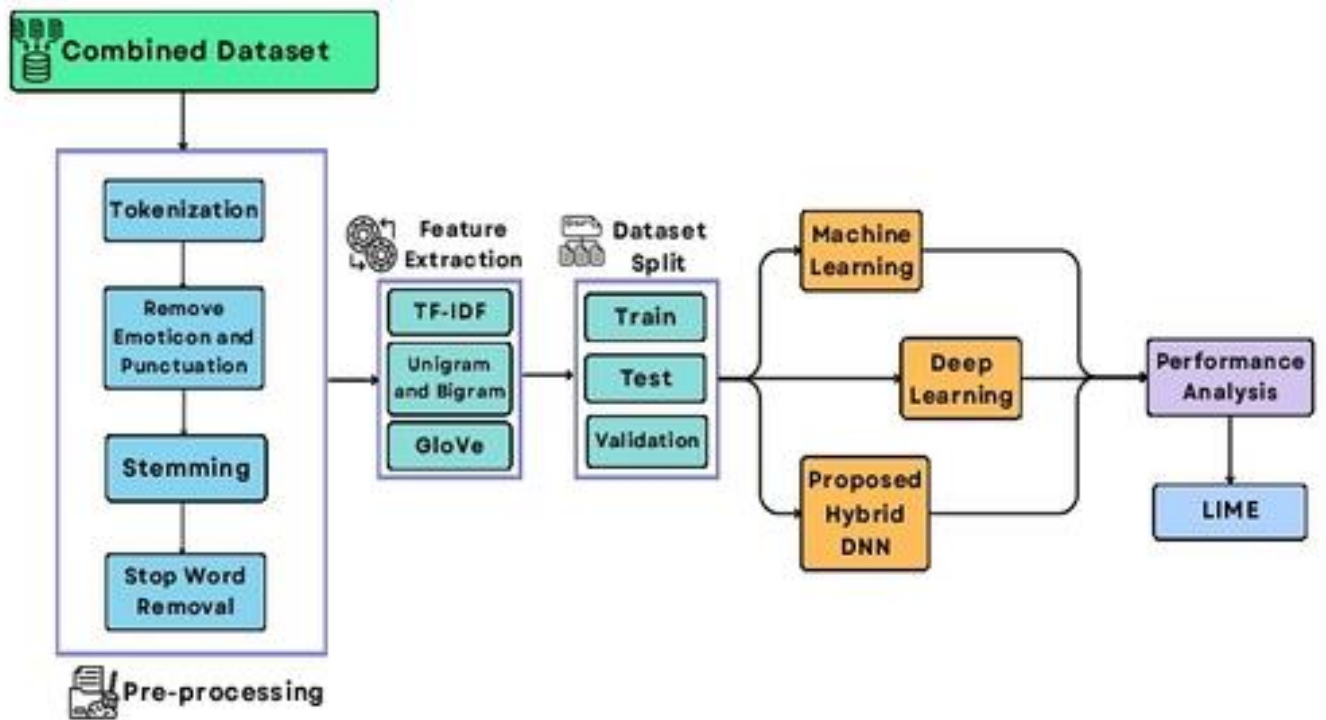 Combined Dataset
Tokenization
Remove
Emoticon and
Punctuation
Stemming
Stop Word
Removal
Pre-processing
Feature
Extraction
TF-IDF
Unigram
and Bigram
GloVe
Dataset
Split
Train
Test
Validation
Machine
Learning
Deep
Learning
Proposed
Hybrid
DNN
Performance
Analysis
LIME